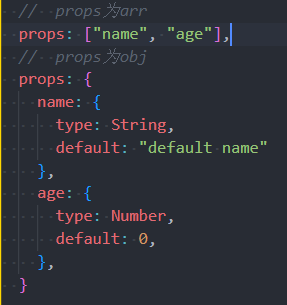 //  props为arr
props: ["name", "age"],
//  props为obj
props: {
name: {
type: String,
default: "default name"
},
age: {
type: Number,
default: 0,
},
}